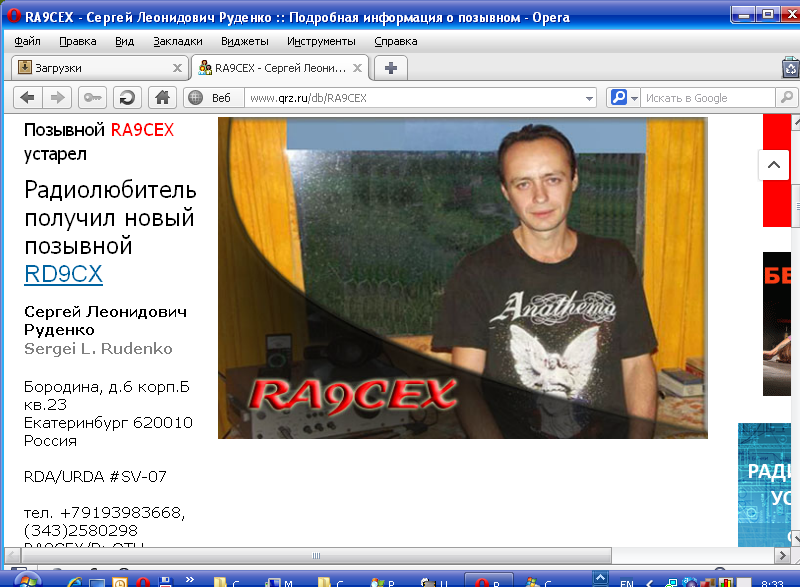 RA9CEX - Сергей Леонидович Руденко :: Подробная информация о позывном - Opera
Файл Правка Вид Закладки Виджеты Инструменты Справка
Загрузки
RA9CEX - Сергей Леони...
Веб www.qrz.ru/db/RA9CEX Искать в Google
Позывной RA9CEX
устарел
Радиолюбитель
получил новый
позывной
RD9CX
Сергей Леонидович
Руденко
Sergei L. Rudenko
Бородина, д.6 корп.Б
кв.23
Екатеринбург 620010
Россия
RDA/URDA #SV-07
тел. +79193983668,
(343)2580298
Anathema
RA9CEX
БЕ
РАДИ
УС
EN
8:33